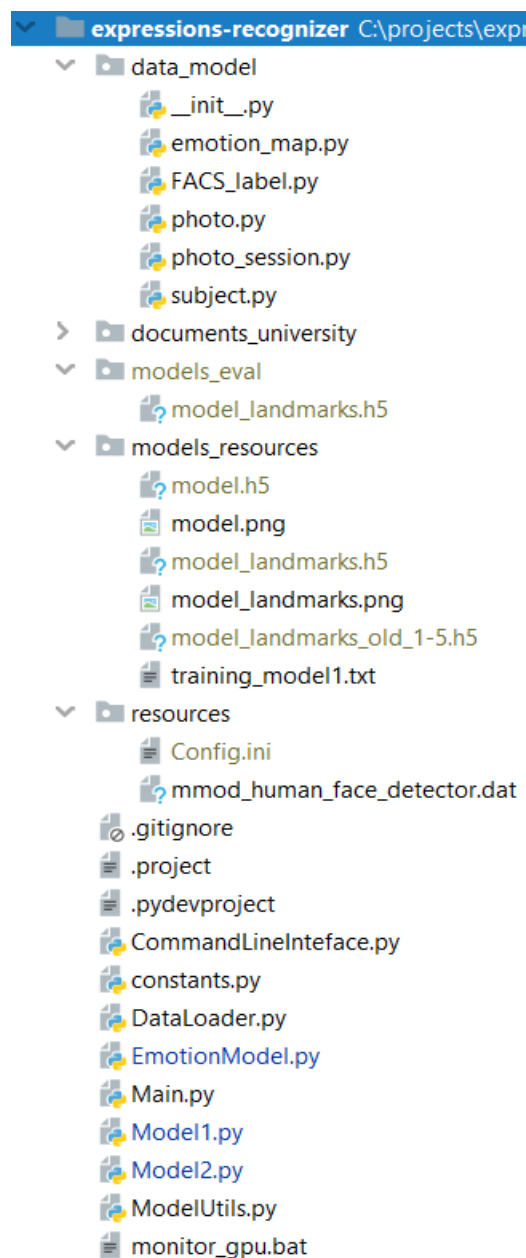 expressions-recognizer C:\projects\expr
data_model
__init__.py
emotion_map.py
FACS_label.py
photo.py
photo_session.py
subject.py
documents_university
models_eval
model_landmarks.h5
models_resources
model.h5
model.png
model_landmarks.h5
model_landmarks.png
model_landmarks_old_1-5.h5
training_model1.txt
resources
Config.ini
mmod_human_face_detector.dat
.gitignore
.project
.pydevproject
CommandLineInteface.py
constants.py
DataLoader.py
EmotionModel.py
Main.py
Model1.py
Model2.py
ModelUtils.py
monitor_gpu.bat